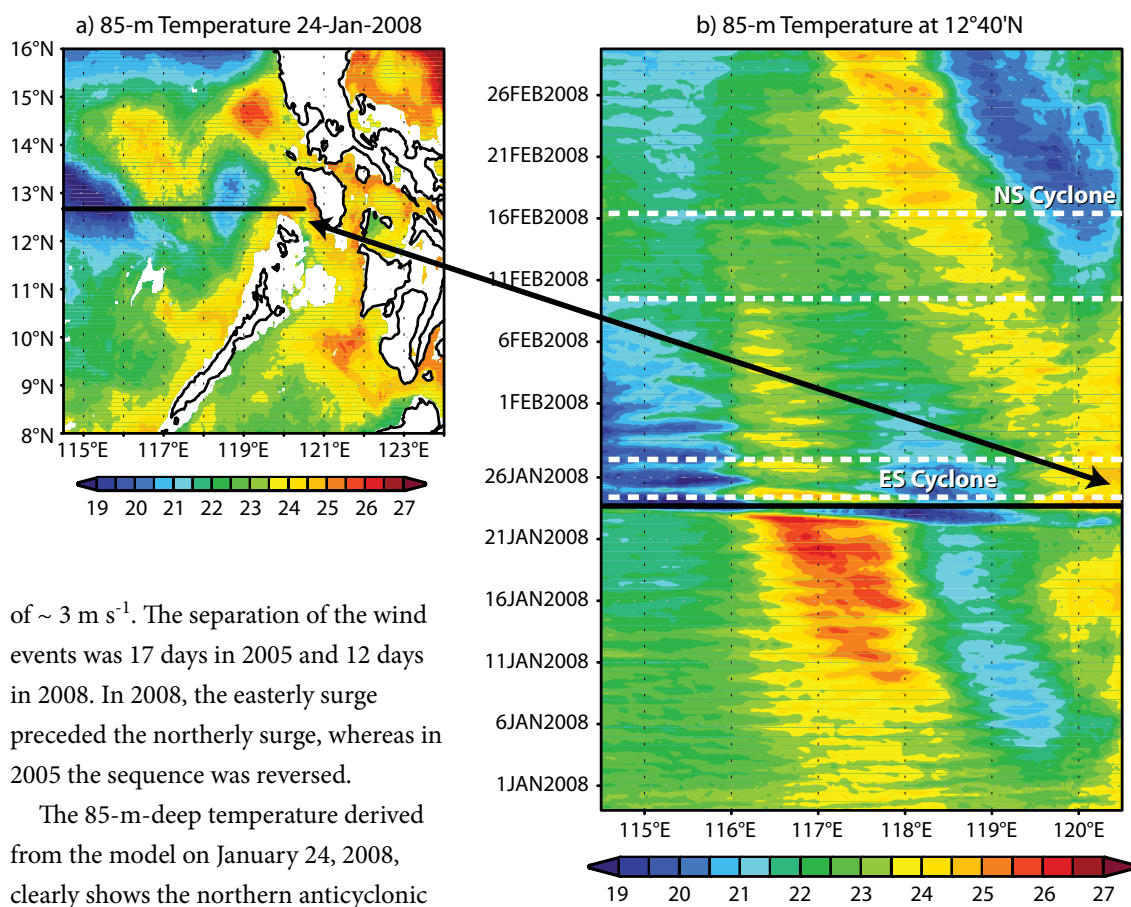 a) 85-m Temperature 24-Jan-2008
16°N
15°N
14°N
13°N
12°N
11°N
10°N
9°N
8°N
115°E 117°E 119°E 121°E 123°E
19 20 21 22 23 24 25 26 27
of ~ 3 m s-1. The separation of the wind
events was 17 days in 2005 and 12 days
in 2008. In 2008, the easterly surge
preceded the northerly surge, whereas in
2005 the sequence was reversed.
The 85-m-deep temperature derived
from the model on January 24, 2008,
clearly shows the northern anticyclonic
b) 85-m Temperature at 12°40'N
26FEB2008
21FEB2008
NS Cyclone
16FEB2008
11FEB2008
6FEB2008
1FEB2008
26JAN2008
ES Cyclone
21JAN2008
16JAN2008
11JAN2008
6JAN2008
1JAN2008
115°E 116°E 117°E 118°E 119°E 120°E
19 20 21 22 23 24 25 26 27